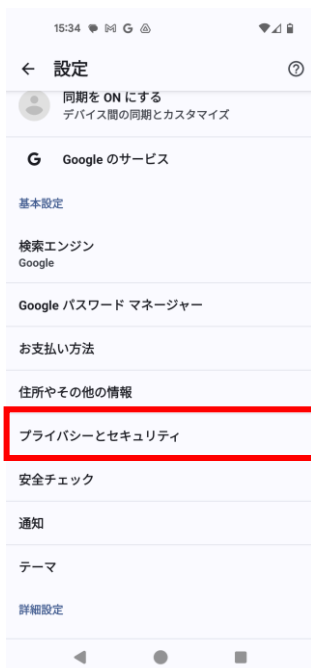 15:34
設定
同期を ON にする
デバイス間の同期とカスタマイズ
G Google のサービス
基本設定
検索エンジン
Google
Google パスワード マネージャー
お支払い方法
住所やその他の情報
プライバシーとセキュリティ
安全チェック
通知
テーマ
詳細設定